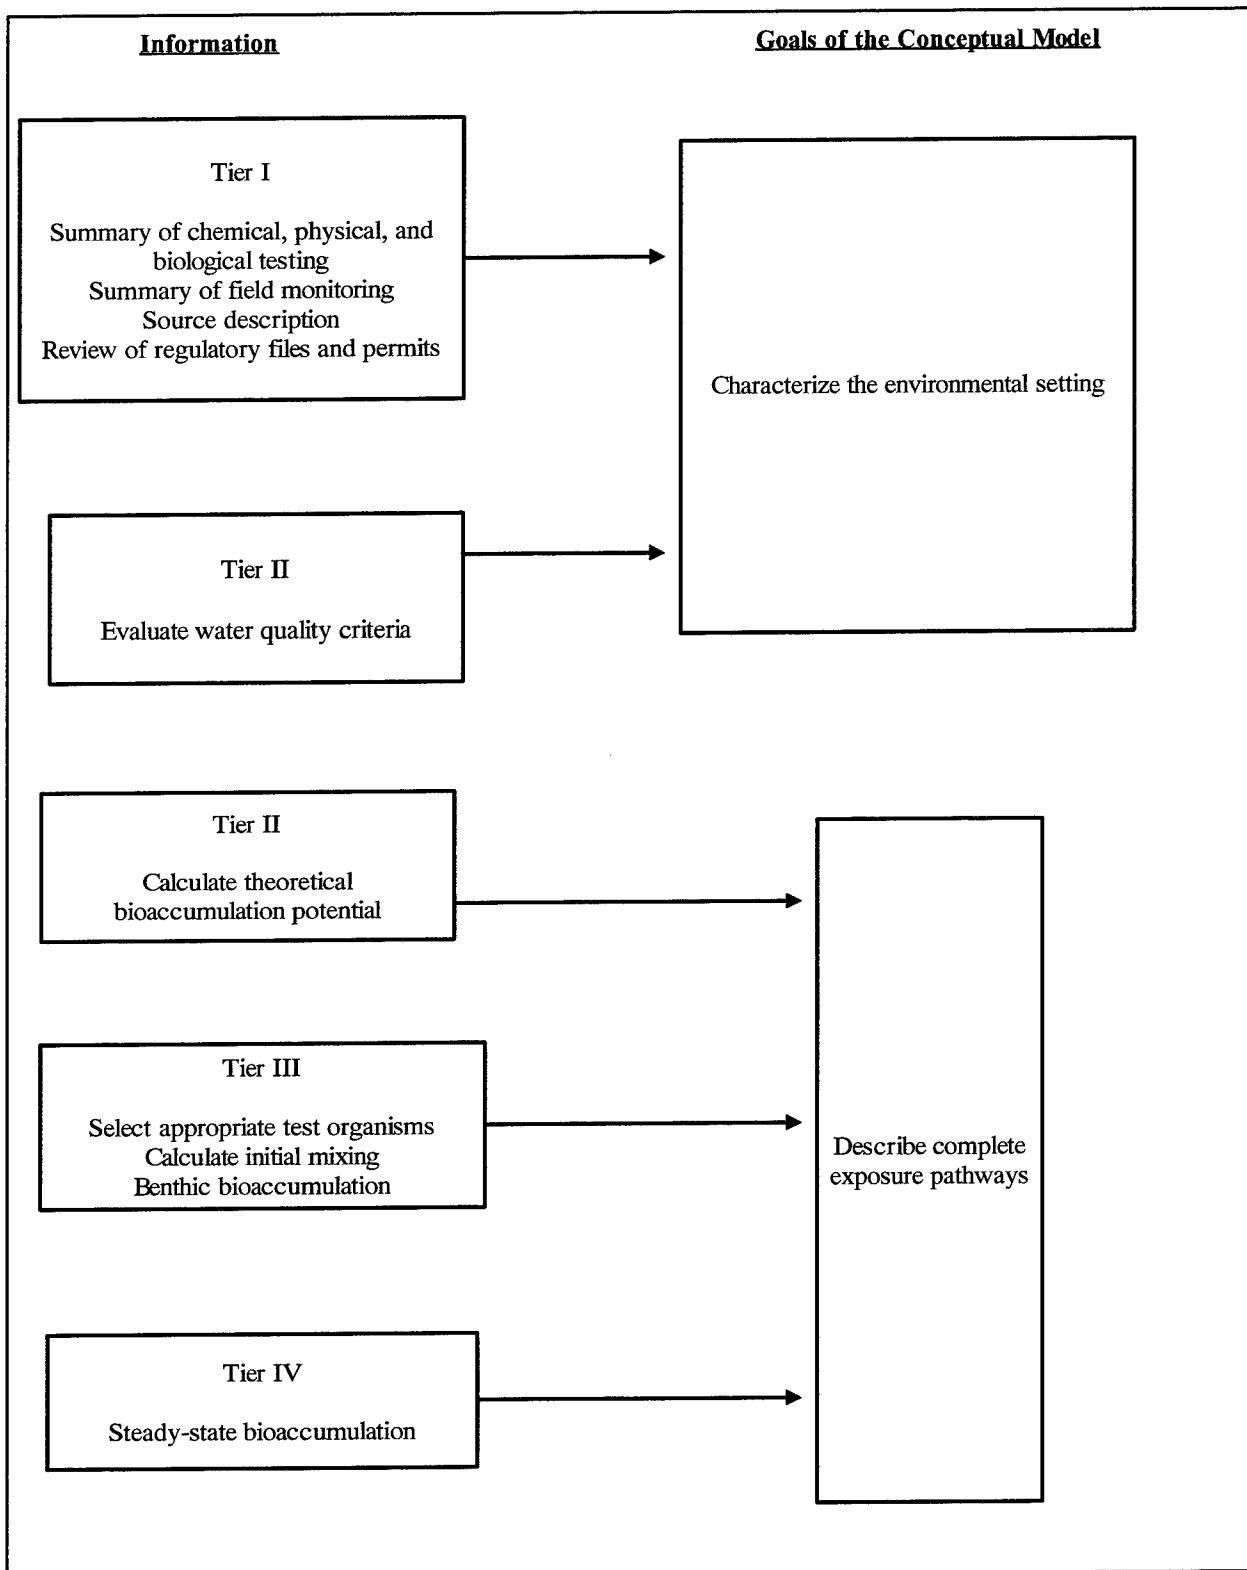 Information
Goals of the Conceptual Model
Tier I
Summary of chemical, physical, and
biological testing
Summary of field monitoring
Source description
Review of regulatory files and permits
Characterize the environmental setting
Tier II
Evaluate water quality criteria
Tier II
Calculate theoretical
bioaccumulation potential
Tier III
Select appropriate test organisms
Calculate initial mixing
Benthic bioaccumulation
Describe complete
exposure pathways
Tier IV
Steady-state bioaccumulation